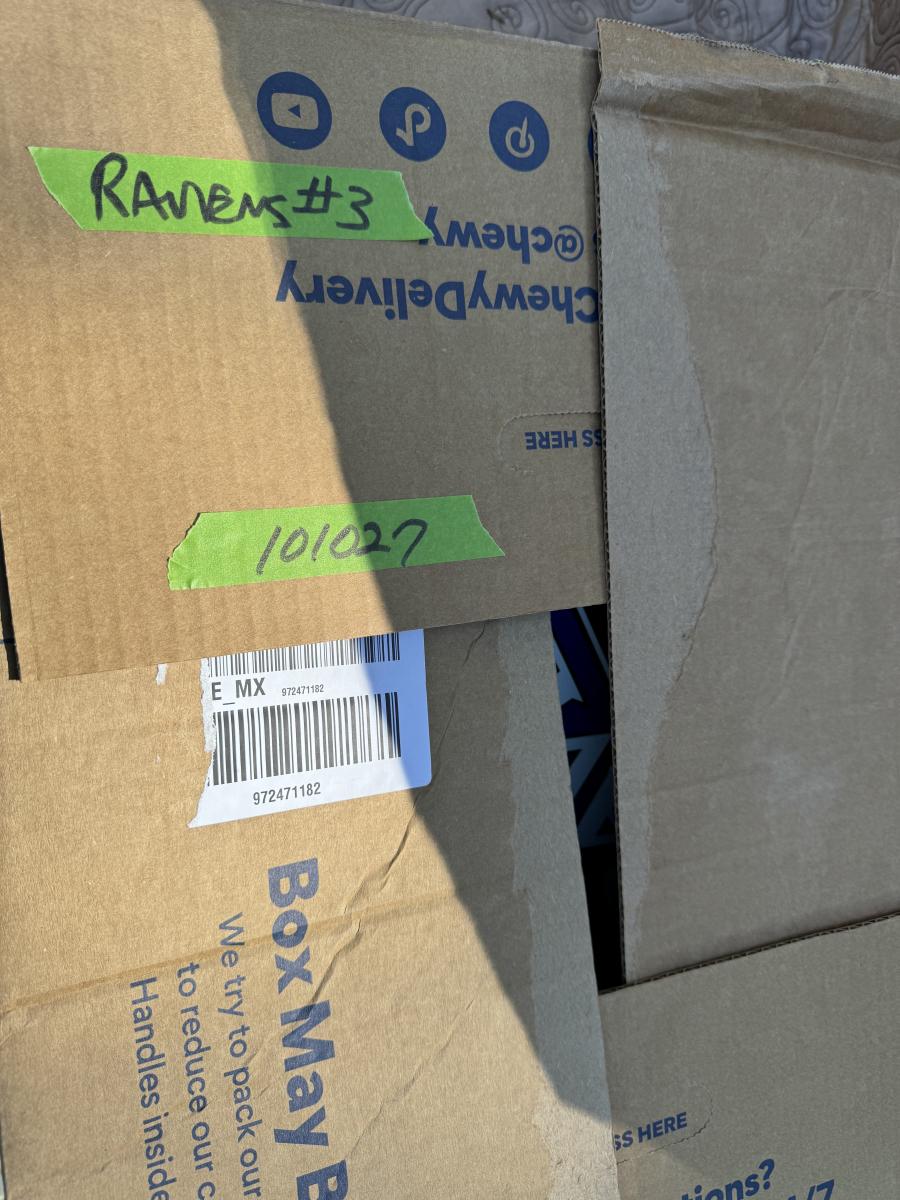 RAVENS #3
@chewy
ChewyDelivery
SS HERE
101027
E_MX 972471182
972471182
Box May B
We try to pack our
to reduce our c
Handles inside
SS HERE
tions?
/7